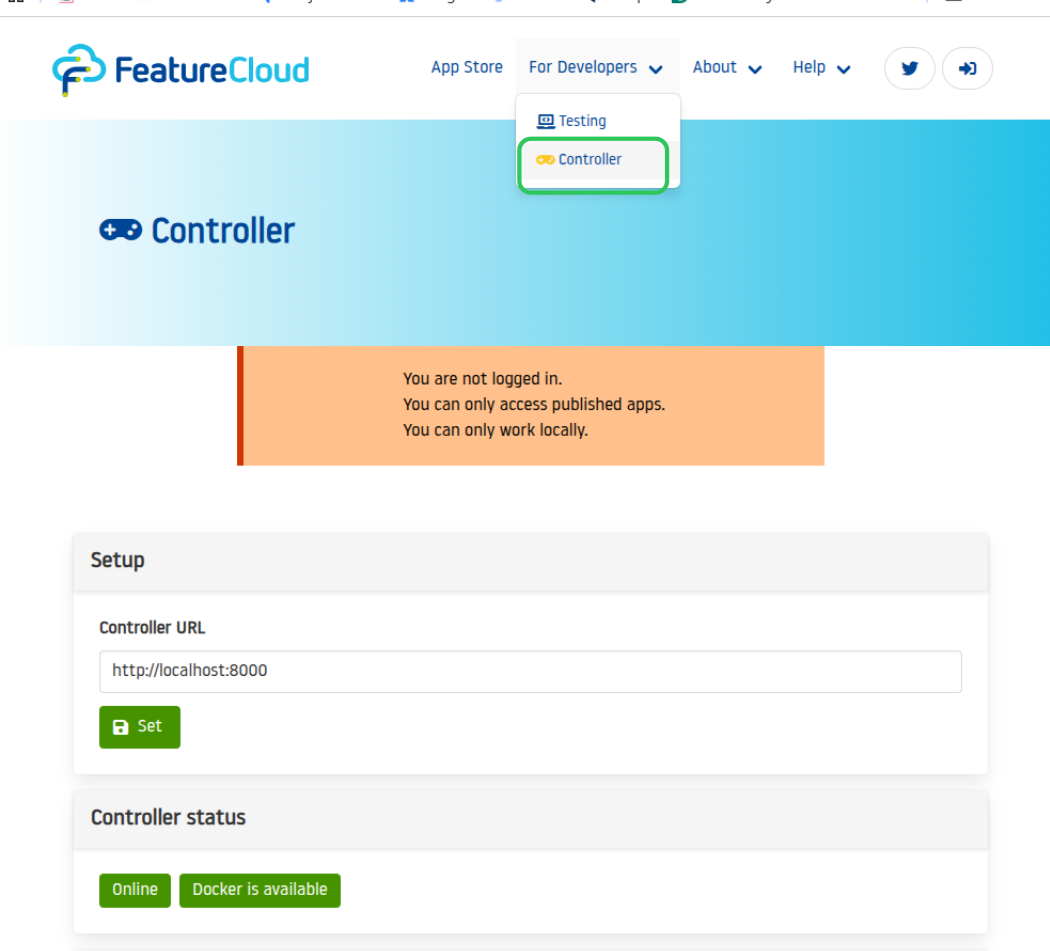 FeatureCloud
App Store For Developers About Help
Testing
Controller
Controller
You are not logged in.
You can only access published apps.
You can only work locally.
Setup
Controller URL
http://localhost:8000
Set
Controller status
Online Docker is available